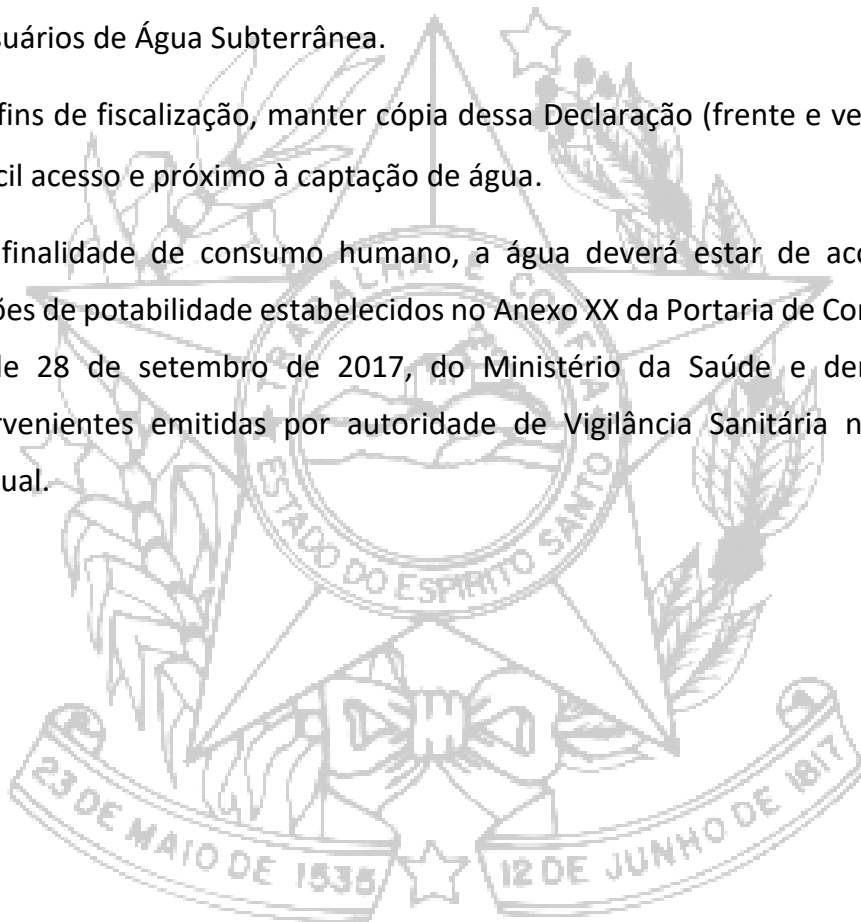 suários de Água Subterrânea.
fins de fiscalização, manter cópia dessa Declaração (frente e ve
cil acesso e próximo à captação de água.
finalidade de consumo humano, a água deverá estar de aco
ões de potabilidade estabelecidos no Anexo XX da Portaria de Con
de 28 de setembro de 2017, do Ministério da Saúde e der
rvenientes emitidas por autoridade de Vigilância Sanitária n
ual.
TRABALHA E CONFIA
ESTADO DO ESPIRITO SANTO
23 DE MAIO DE 1535
12 DE JUNHO DE 1817